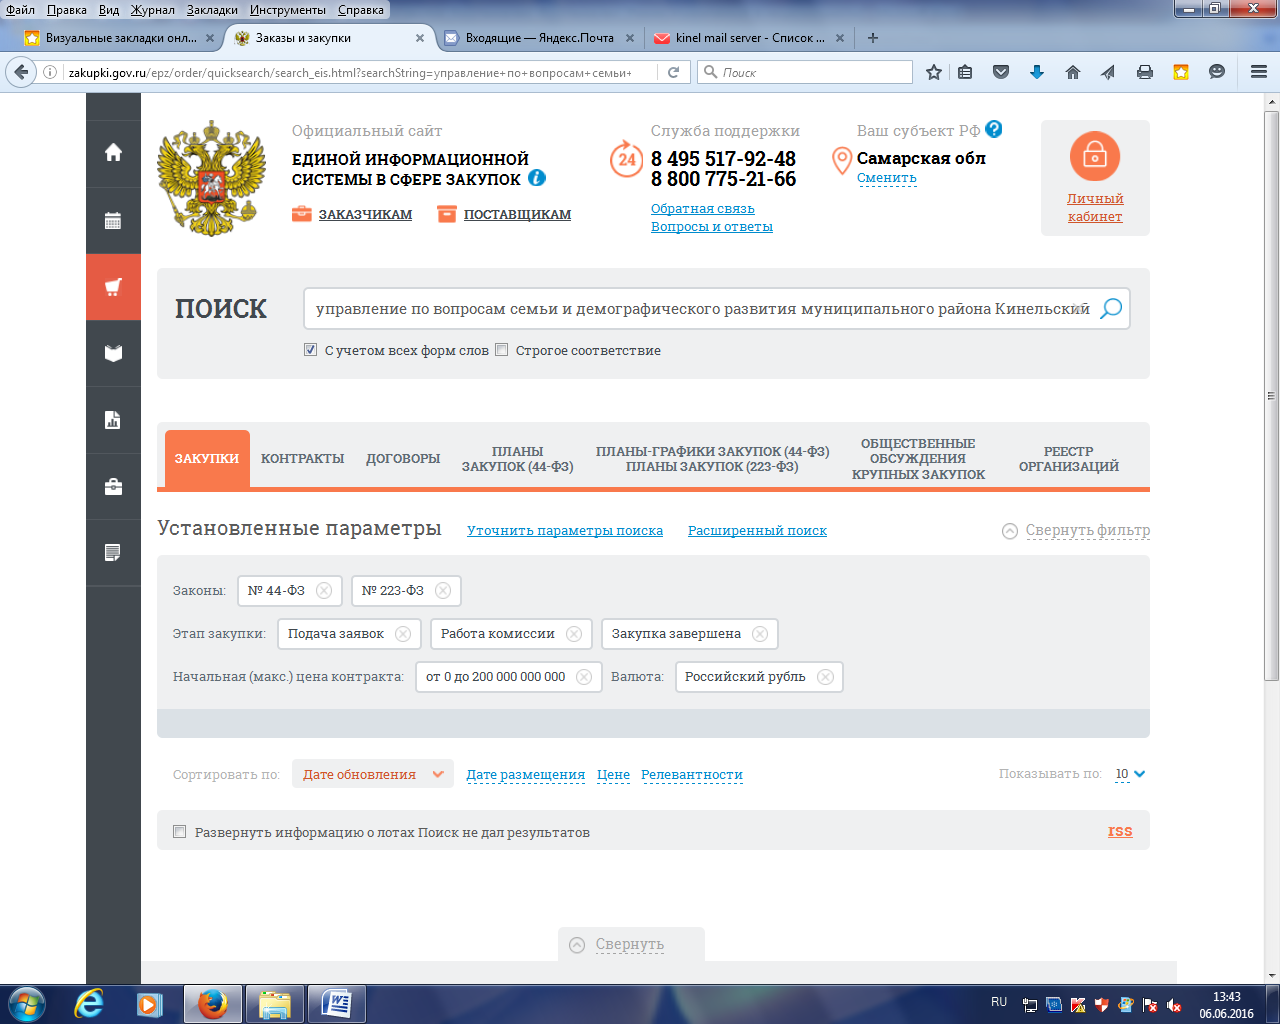 Файл Правка Вид Журнал Закладки Инструменты Справка
Визуальные закладки онл...
Заказы и закупки
Входящие — Яндекс.Почта
kinel mail server - Список ...
zakupki.gov.ru/epz/order/quicksearch/search_eis.html?searchString=управление+по+вопросам+семьи+
Поиск
Официальный сайт
ЕДИНОЙ ИНФОРМАЦИОННОЙ
СИСТЕМЫ В СФЕРЕ ЗАКУПОК
ЗАКАЗЧИКАМ
ПОСТАВЩИКАМ
24
Служба поддержки
8 495 517-92-48
8 800 775-21-66
Обратная связь
Вопросы и ответы
Ваш субъект РФ ?
Самарская обл
Сменить
Личный
кабинет
ПОИСК
управление по вопросам семьи и демографического развития муниципального района Кинельский
С учетом всех форм слов
Строгое соответствие
ЗАКУПКИ
КОНТРАКТЫ
ДОГОВОРЫ
ПЛАНЫ
ЗАКУПОК (44-ФЗ)
ПЛАНЫ-ГРАФИКИ ЗАКУПОК (44-ФЗ)
ПЛАНЫ ЗАКУПОК (223-ФЗ)
ОБЩЕСТВЕННЫЕ
ОБСУЖДЕНИЯ
КРУПНЫХ ЗАКУПОК
РЕЕСТР
ОРГАНИЗАЦИЙ
Установленные параметры
Уточнить параметры поиска
Расширенный поиск
Свернуть фильтр
Законы: № 44-ФЗ № 223-ФЗ
Этап закупки: Подача заявок Работа комиссии Закупка завершена
Начальная (макс.) цена контракта: от 0 до 200 000 000 000 Валюта: Российский рубль
Сортировать по: Дате обновления Дате размещения Цене Релевантности
Показывать по: 10
Развернуть информацию о лотах Поиск не дал результатов
rss
Свернуть
RU
13:43
06.06.2016